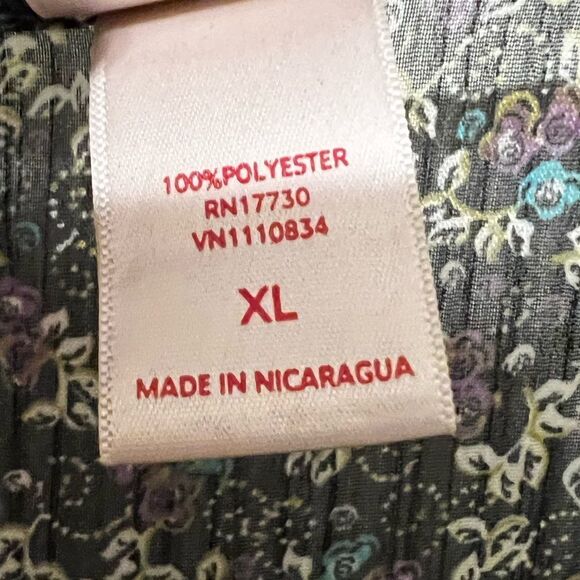 100%POLYESTER
RN17730
VN1110834
XL
MADE IN NICARAGUA